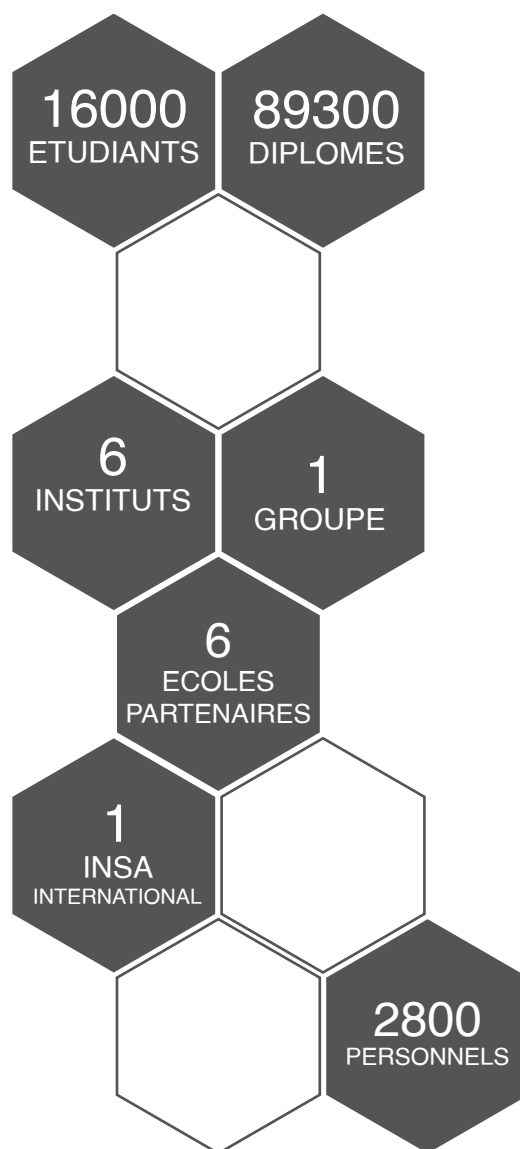 16000
ETUDIANTS
89300
DIPLOMES
6
INSTITUTS
1
GROUPE
6
ECOLES
PARTENAIRES
1
INSA
INTERNATIONAL
2800
PERSONNELS